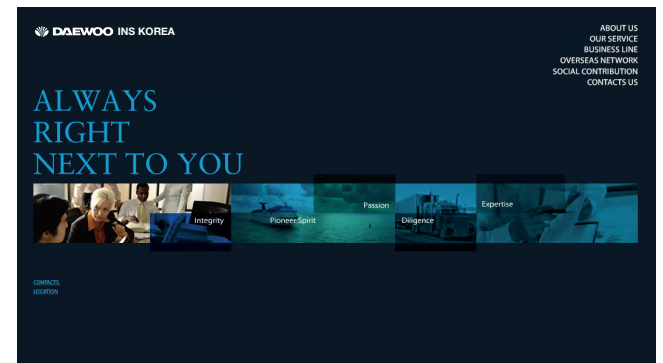 DAEWOO INS KOREA
ABOUT US
OUR SERVICE
BUSINESS LINE
OVERSEAS NETWORK
SOCIAL CONTRIBUTION
CONTACTS US
ALWAYS
RIGHT
NEXT TO YOU
Integrity
Pioneer Spirit
Passion
Diligence
Expertise
CONTACTS
LOCATION